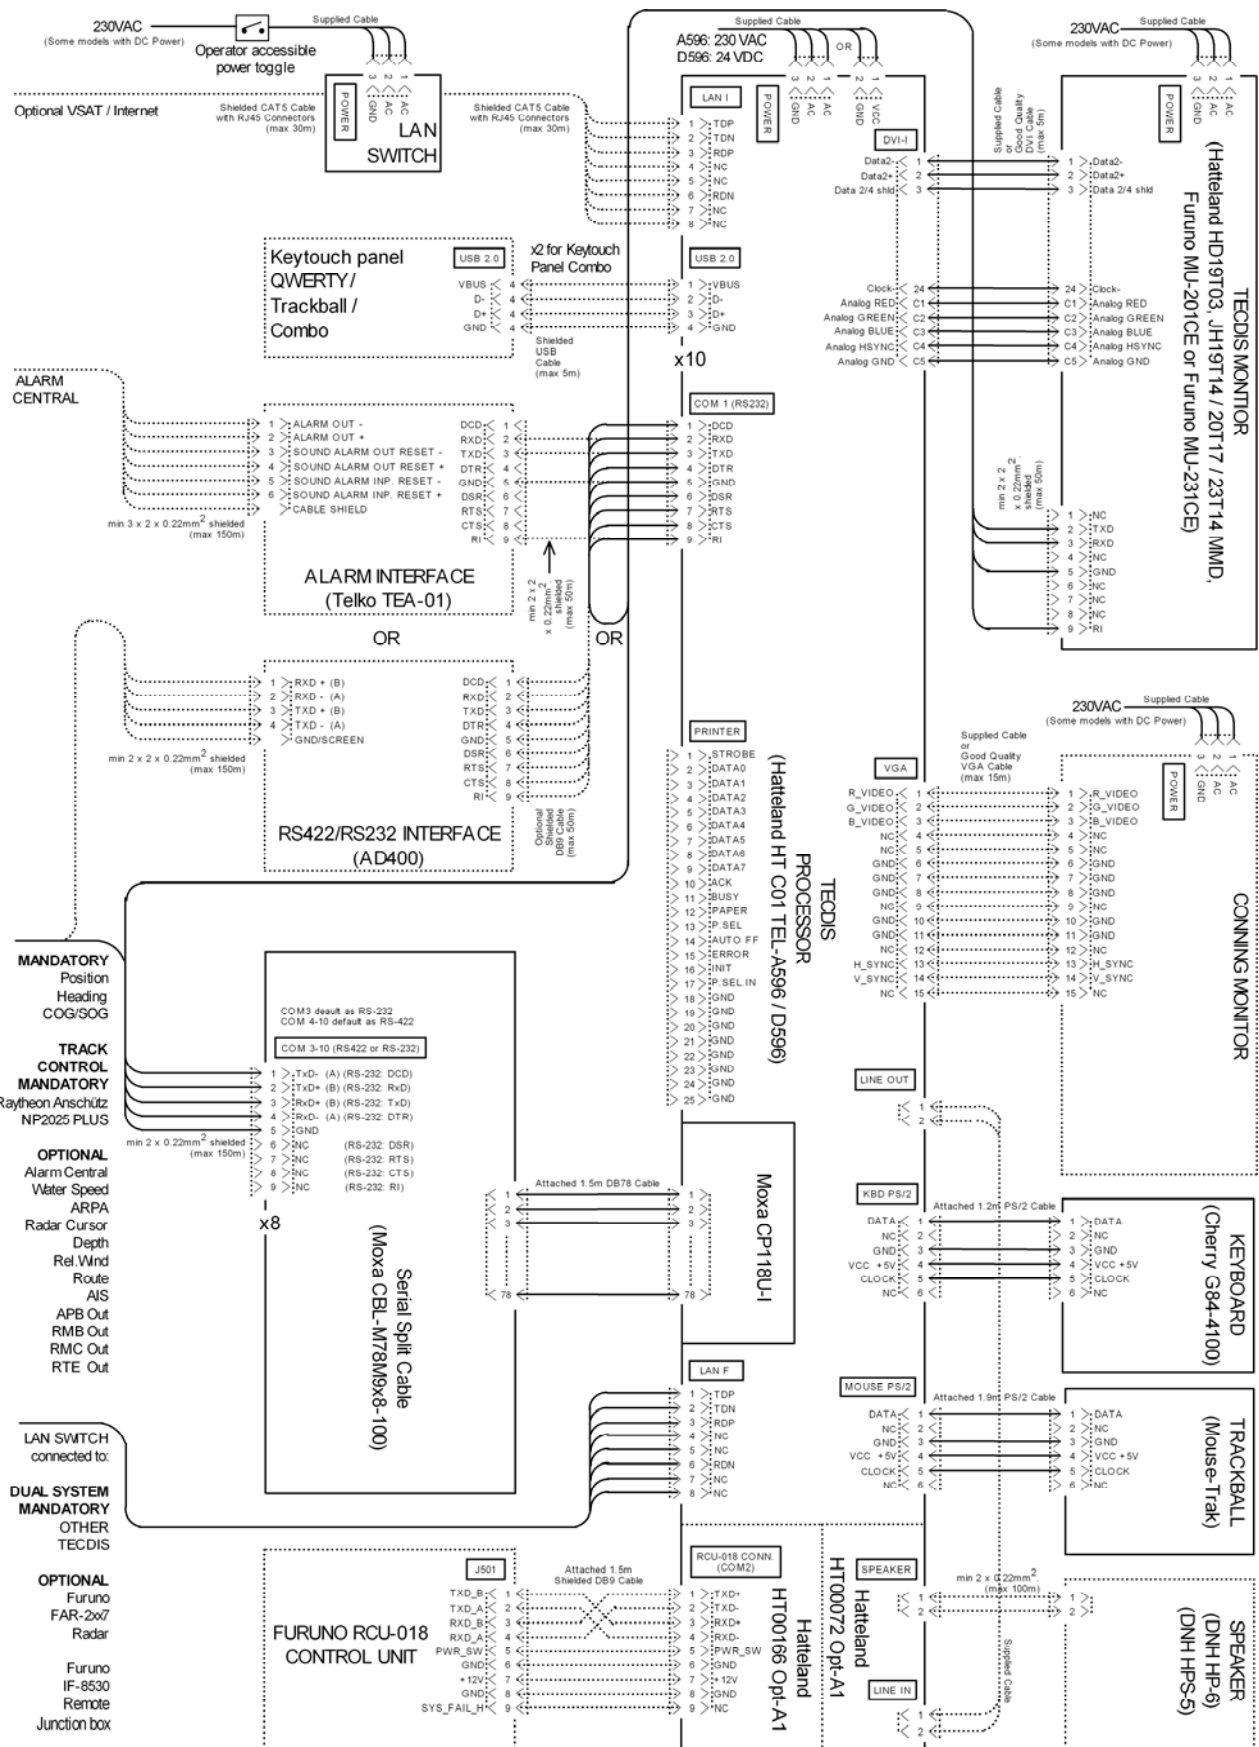 230VAC
(Some models with DC Power)
Supplied Cable
Operator accessible
power toggle
3 2 1
GND
AC
AC
POWER
LAN
SWITCH
Optional VSAT / Internet
Shielded CAT5 Cable
with RJ45 Connectors
(max 30m)
Shielded CAT5 Cable
with RJ45 Connectors
(max 30m)
Supplied Cable
A596: 230 VAC
D596: 24 VDC
OR
3 2 1 2 1
GND
AC
AC
GND
VCC
POWER
LAN I
1 TDP
2 TDN
3 RDP
4 NC
5 NC
6 RDN
7 NC
8 NC
DVI-I
Data2- 1
Data2+ 2
Data 2/4 shld 3
Clock- 24
Analog RED C1
Analog GREEN C2
Analog BLUE C3
Analog HSYNC C4
Analog GND C5
Supplied Cable
or
Good Quality
DVI Cable
(max 5m)
230VAC
(Some models with DC Power)
Supplied Cable
3 2 1
GND
AC
AC
POWER
1 Data2-
2 Data2+
3 Data 2/4 shld
24 Clock-
C1 Analog RED
C2 Analog GREEN
C3 Analog BLUE
C4 Analog HSYNC
C5 Analog GND
TECDIS MONTIOR
(Hatteland HD19T03, JH19T14 / 20T17 / 23T14 MMD,
Furuno MU-201CE or Furuno MU-231CE)
min 2 x 2
x 0.22mm2
shielded
(max 50m)
1 NC
2 TXD
3 RXD
4 NC
5 GND
6 NC
7 NC
8 NC
9 RI
Keytouch panel
QWERTY /
Trackball /
Combo
USB 2.0
VBUS 4
D- 4
D+ 4
GND 4
x2 for Keytouch
Panel Combo
Shielded
USB
Cable
(max 5m)
USB 2.0
1 VBUS
2 D-
3 D+
4 GND
x10
ALARM
CENTRAL
min 3 x 2 x 0.22mm2 shielded
(max 150m)
1 ALARM OUT -
2 ALARM OUT +
3 SOUND ALARM OUT RESET -
4 SOUND ALARM OUT RESET +
5 SOUND ALARM INP. RESET -
6 SOUND ALARM INP. RESET +
CABLE SHIELD
DCD 1
RXD 2
TXD 3
DTR 4
GND 5
DSR 6
RTS 7
CTS 8
RI 9
ALARM INTERFACE
(Telko TEA-01)
min 2 x 2
x 0.22mm2
shielded
(max 50m)
COM 1 (RS232)
1 DCD
2 RXD
3 TXD
4 DTR
5 GND
6 DSR
7 RTS
8 CTS
9 RI
OR
OR
min 2 x 2 x 0.22mm2 shielded
(max 150m)
1 RXD + (B)
2 RXD - (A)
3 TXD + (B)
4 TXD - (A)
GND/SCREEN
DCD 1
RXD 2
TXD 3
DTR 4
GND 5
DSR 6
RTS 7
CTS 8
RI 9
RS422/RS232 INTERFACE
(AD400)
Optional
Shielded
DB9 Cable
(max 50m)
PRINTER
1 STROBE
2 DATA0
3 DATA1
4 DATA2
5 DATA3
6 DATA4
7 DATA5
8 DATA6
9 DATA7
10 ACK
11 BUSY
12 PAPER
13 P.SEL
14 AUTO FF
15 ERROR
16 INIT
17 P.SEL.IN
18 GND
19 GND
20 GND
21 GND
22 GND
23 GND
24 GND
25 GND
TECDIS
PROCESSOR
(Hatteland HT C01 TEL-A596 / D596)
VGA
R_VIDEO 1
G_VIDEO 2
B_VIDEO 3
NC 4
NC 5
GND 6
GND 7
GND 8
NC 9
GND 10
GND 11
NC 12
H_SYNC 13
V_SYNC 14
NC 15
Supplied Cable
or
Good Quality
VGA Cable
(max 15m)
230VAC
(Some models with DC Power)
Supplied Cable
3 2 1
GND
AC
AC
POWER
1 R_VIDEO
2 G_VIDEO
3 B_VIDEO
4 NC
5 NC
6 GND
7 GND
8 GND
9 NC
10 GND
11 GND
12 NC
13 H_SYNC
14 V_SYNC
15 NC
CONNING MONITOR
MANDATORY
Position
Heading
COG/SOG
TRACK
CONTROL
MANDATORY
Raytheon Anschütz
NP2025 PLUS
OPTIONAL
Alarm Central
Water Speed
ARPA
Radar Cursor
Depth
Rel.Wind
Route
AIS
APB Out
RMB Out
RMC Out
RTE Out
min 2 x 0.22mm2 shielded
(max 150m)
COM3 deault as RS-232
COM 4-10 default as RS-422
COM 3-10 (RS422 or RS-232)
1 TxD- (A) (RS-232: DCD)
2 TxD+ (B) (RS-232: RxD)
3 RxD+ (B) (RS-232: TxD)
4 RxD- (A) (RS-232: DTR)
5 GND
6 NC (RS-232: DSR)
7 NC (RS-232: RTS)
8 NC (RS-232: CTS)
9 NC (RS-232: RI)
x8
Serial Split Cable
(Moxa CBL-M78M9x8-100)
1
2
3
78
Attached 1.5m DB78 Cable
1
2
3
78
Moxa CP118U-I
LINE OUT
1
2
KBD PS/2
DATA 1
NC 2
GND 3
VCC +5V 4
CLOCK 5
NC 6
Attached 1.2m PS/2 Cable
1 DATA
2 NC
3 GND
4 VCC +5V
5 CLOCK
6 NC
KEYBOARD
(Cherry G84-4100)
LAN F
1 TDP
2 TDN
3 RDP
4 NC
5 NC
6 RDN
7 NC
8 NC
MOUSE PS/2
DATA 1
NC 2
GND 3
VCC +5V 4
CLOCK 5
NC 6
Attached 1.9m PS/2 Cable
1 DATA
2 NC
3 GND
4 VCC +5V
5 CLOCK
6 NC
TRACKBALL
(Mouse-Trak)
LAN SWITCH
connected to:
DUAL SYSTEM
MANDATORY
OTHER
TECDIS
OPTIONAL
Furuno
FAR-2xx7
Radar
Furuno
IF-8530
Remote
Junction box
FURUNO RCU-018
CONTROL UNIT
J501
TXD_B 1
TXD_A 2
RXD_B 3
RXD_A 4
PWR_SW 5
GND 6
+12V 7
GND 8
SYS_FAIL_H 9
Attached 1.5m
Shielded DB9 Cable
RCU-018 CONN.
(COM2)
1 TXD+
2 TXD-
3 RXD+
4 RXD-
5 PWR_SW
6 GND
7 +12V
8 GND
9 NC
Hatteland
HT00166 Opt-A1
Hatteland
HT00072 Opt-A1
SPEAKER
1
2
min 2 x 0.22mm2
(max 100m)
1
2
LINE IN
1
2
Supplied Cable
SPEAKER
(DNH HP-6)
(DNH HPS-5)